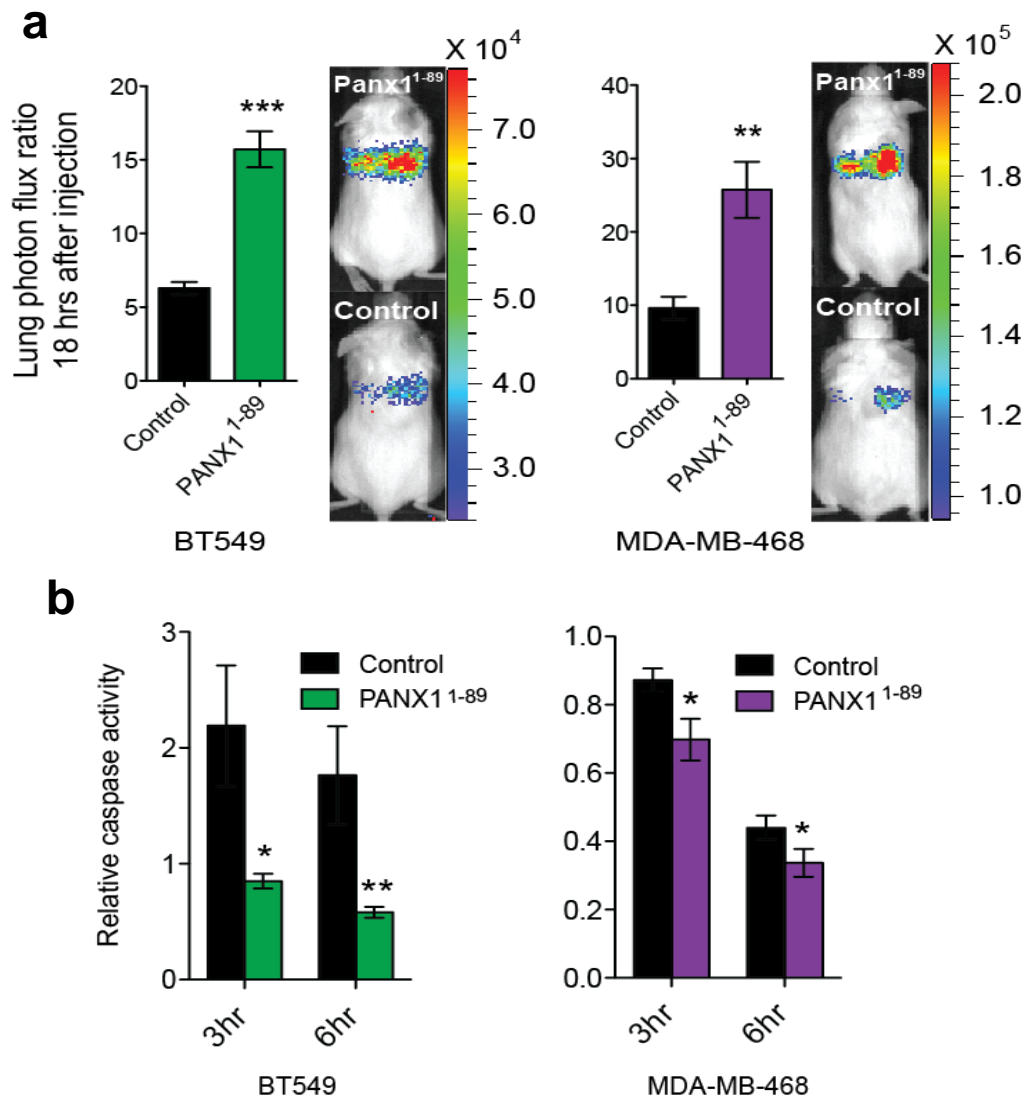 a
Lung photon flux ratio
18 hrs after injection
20
15
10
5
0
***
Control
PANX1 1-89
BT549
Panx1 1-89
Control
X 10⁴
7.0
6.0
5.0
4.0
3.0
40
30
20
10
0
**
Control
PANX1 1-89
MDA-MB-468
Panx1 1-89
Control
X 10⁵
2.0
1.8
1.6
1.4
1.2
1.0
b
Relative caspase activity
3
2
1
0
Control
PANX1 1-89
*
**
3hr
6hr
BT549
1.0
0.8
0.6
0.4
0.2
0.0
Control
PANX1 1-89
*
*
3hr
6hr
MDA-MB-468